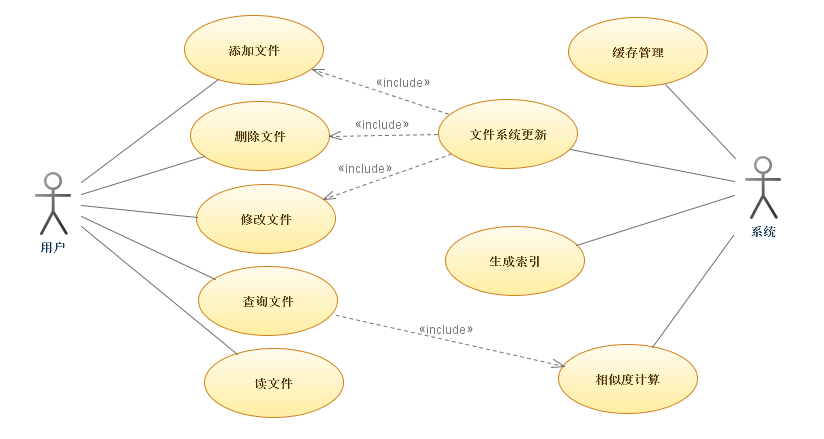 添加文件
缓存管理
«include»
删除文件
«include»
文件系统更新
«include»
修改文件
用户
系统
生成索引
查询文件
«include»
读文件
相似度计算